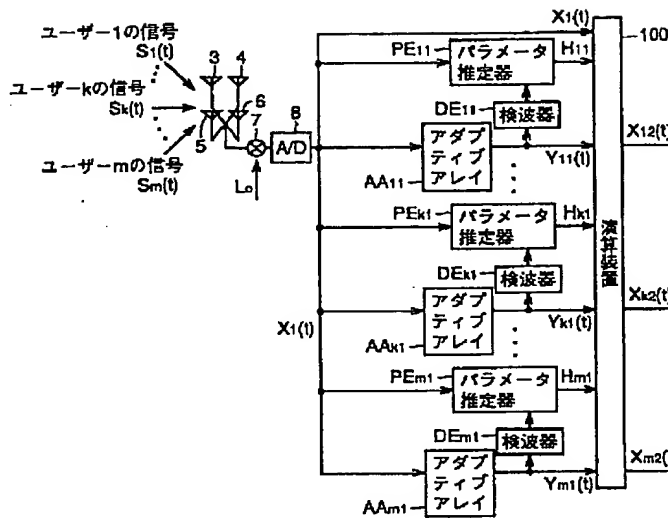 ユーザー1の信号
S1(t)
ユーザーkの信号
Sk(t)
ユーザーmの信号
Sm(t)
3
4
5
6
7
8
A/D
Lo
X1(t)
X1(t)
100
PE11
パラメータ
推定器
H11
DE11
検波器
アダプ
ティブ
アレイ
AA11
Y11(t)
X12(t)
PEk1
パラメータ
推定器
Hk1
DEk1
検波器
アダプ
ティブ
アレイ
AAk1
Yk1(t)
Xk2(t)
演算装置
PEm1
パラメータ
推定器
Hm1
DEm1
検波器
アダプ
ティブ
アレイ
AAm1
Ym1(t)
Xm2(t)